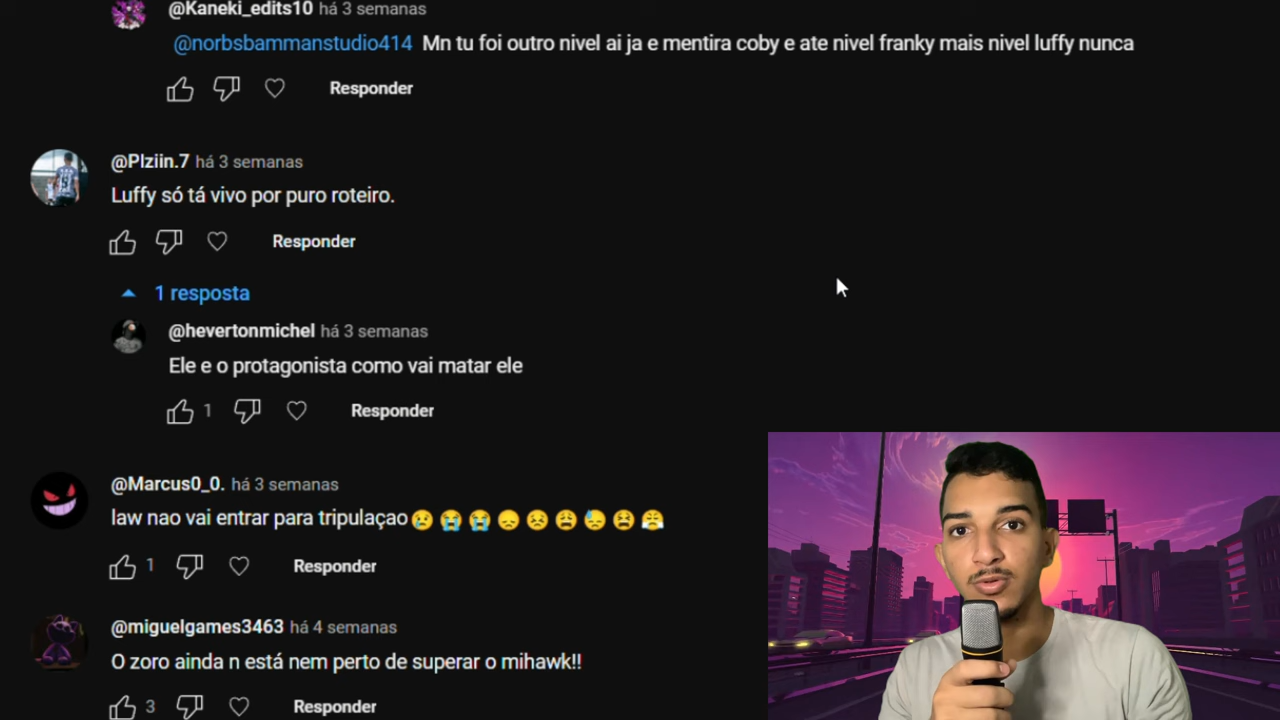 @Kaneki_edits10 há 3 semanas
@norbsbammanstudio414 Mn tu foi outro nivel ai ja e mentira coby e ate nivel franky mais nivel luffy nunca
Responder
@Plziin.7 há 3 semanas
Luffy só tá vivo por puro roteiro.
Responder
1 resposta
@hevertonmichel há 3 semanas
Ele e o protagonista como vai matar ele
1 Responder
@Marcus0_0. há 3 semanas
law nao vai entrar para tripulaçao😢😭😭😞😣😩😓😫😤
1 Responder
@miguelgames3463 há 4 semanas
O zoro ainda n está nem perto de superar o mihawk!!
3 Responder